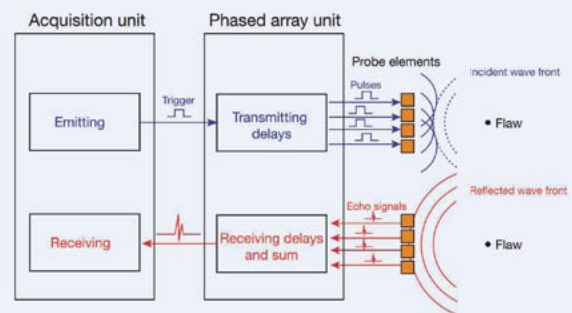 Acquisition unit
Phased array unit
Probe elements
Incident wave front
Trigger
Pulses
Emitting
Transmitting
delays
• Flaw
Reflected wave front
Echo signals
Receiving
Receiving delays
and sum
• Flaw